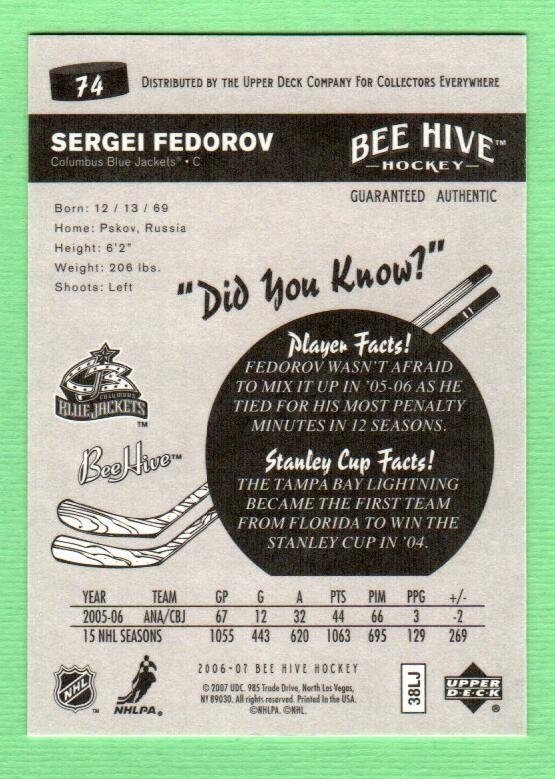 74
DISTRIBUTED BY THE UPPER DECK COMPANY FOR COLLECTORS EVERYWHERE
SERGEI FEDOROV
Columbus Blue Jackets® • C
BEE HIVE™
HOCKEY
GUARANTEED AUTHENTIC
Born: 12 / 13 / 69
Home: Pskov, Russia
Height: 6'2"
Weight: 206 lbs.
Shoots: Left
"Did You Know?"
Player Facts!
FEDOROV WASN'T AFRAID
TO MIX IT UP IN '05-06 AS HE
TIED FOR HIS MOST PENALTY
MINUTES IN 12 SEASONS.
Stanley Cup Facts!
THE TAMPA BAY LIGHTNING
BECAME THE FIRST TEAM
FROM FLORIDA TO WIN THE
STANLEY CUP IN '04.
COLUMBUS
BLUE JACKETS
™
BeeHive™
YEAR TEAM GP G A PTS PIM PPG +/-
2005-06 ANA/CBJ 67 12 32 44 66 3 -2
15 NHL SEASONS 1055 443 620 1063 695 129 269
2006-07 BEE HIVE HOCKEY
© 2007 UDC. 985 Trade Drive, North Las Vegas,
NV 89030. All rights reserved. Printed in the USA.
©NHLPA. ©NHL.
NHL
™
NHLPA®
38LJ
UPPER
DECK
®